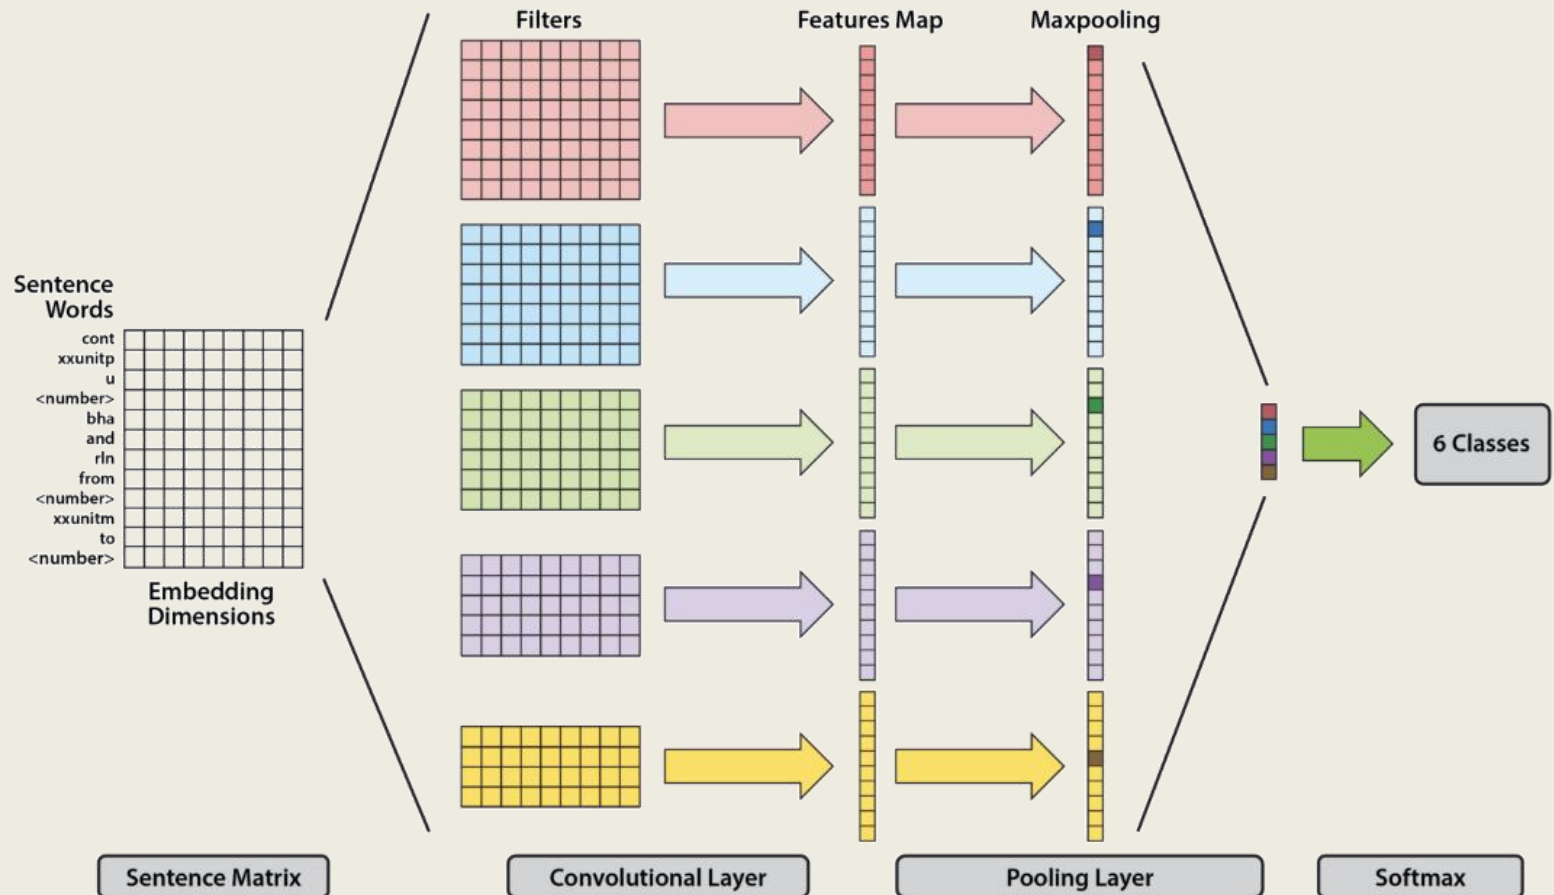 Filters
Features Map
Maxpooling
Sentence
Words
cont
xxunitp
u
<number>
bha
and
rln
from
<number>
xxunitm
to
<number>
Embedding
Dimensions
6 Classes
Sentence Matrix
Convolutional Layer
Pooling Layer
Softmax